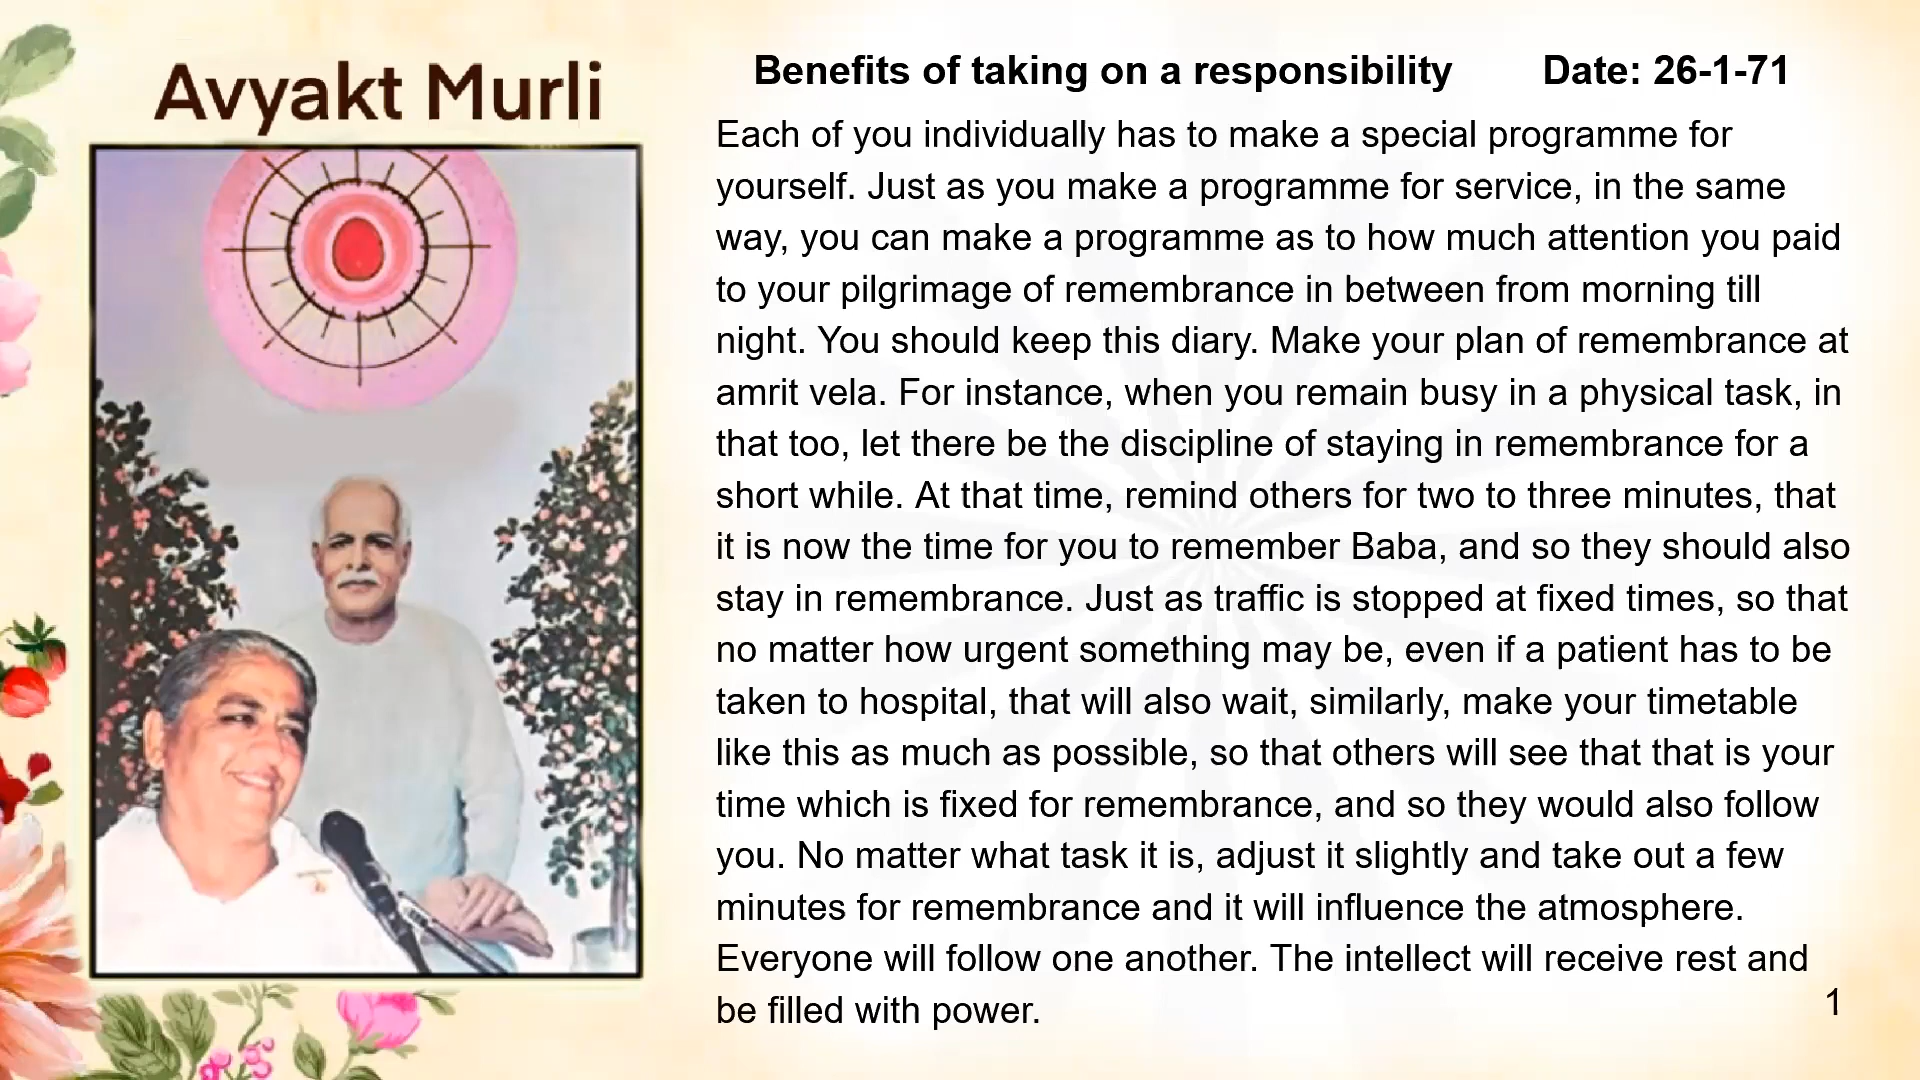 Avyakt Murli
Benefits of taking on a responsibility Date: 26-1-71
Each of you individually has to make a special programme for
yourself. Just as you make a programme for service, in the same
way, you can make a programme as to how much attention you paid
to your pilgrimage of remembrance in between from morning till
night. You should keep this diary. Make your plan of remembrance at
amrit vela. For instance, when you remain busy in a physical task, in
that too, let there be the discipline of staying in remembrance for a
short while. At that time, remind others for two to three minutes, that
it is now the time for you to remember Baba, and so they should also
stay in remembrance. Just as traffic is stopped at fixed times, so that
no matter how urgent something may be, even if a patient has to be
taken to hospital, that will also wait, similarly, make your timetable
like this as much as possible, so that others will see that that is your
time which is fixed for remembrance, and so they would also follow
you. No matter what task it is, adjust it slightly and take out a few
minutes for remembrance and it will influence the atmosphere.
Everyone will follow one another. The intellect will receive rest and
be filled with power.
1